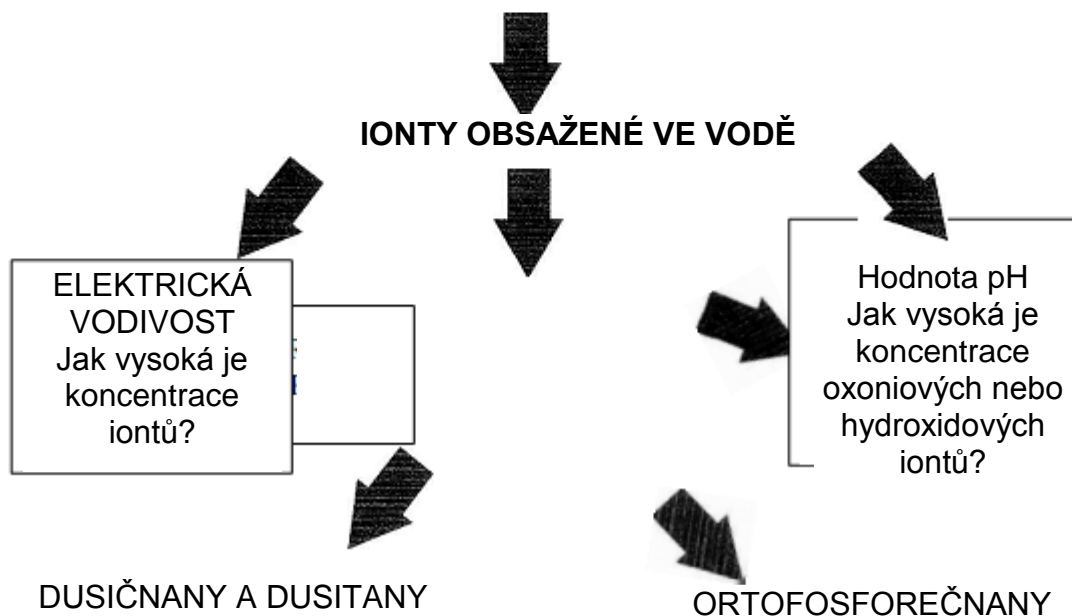 IONTY OBSAŽENÉ VE VODĚ
ELEKTRICKÁ
VODIVOST
Jak vysoká je
koncentrace
iontů?
Hodnota pH
Jak vysoká je
koncentrace
oxoniových nebo
hydroxidových
iontů?
DUSIČNANY A DUSITANY
ORTOFOSFOREČNANY